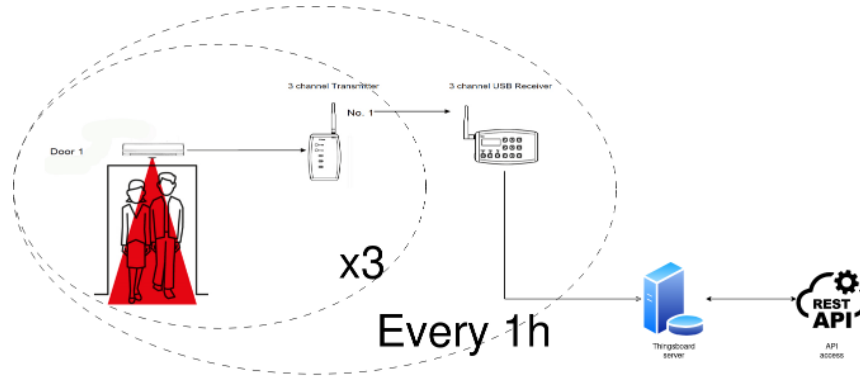 3 channel Transmitter
3 channel USB Receiver
No. 1
Door 1
x3
Every 1h
REST
API
Thingsboard
server
API
access